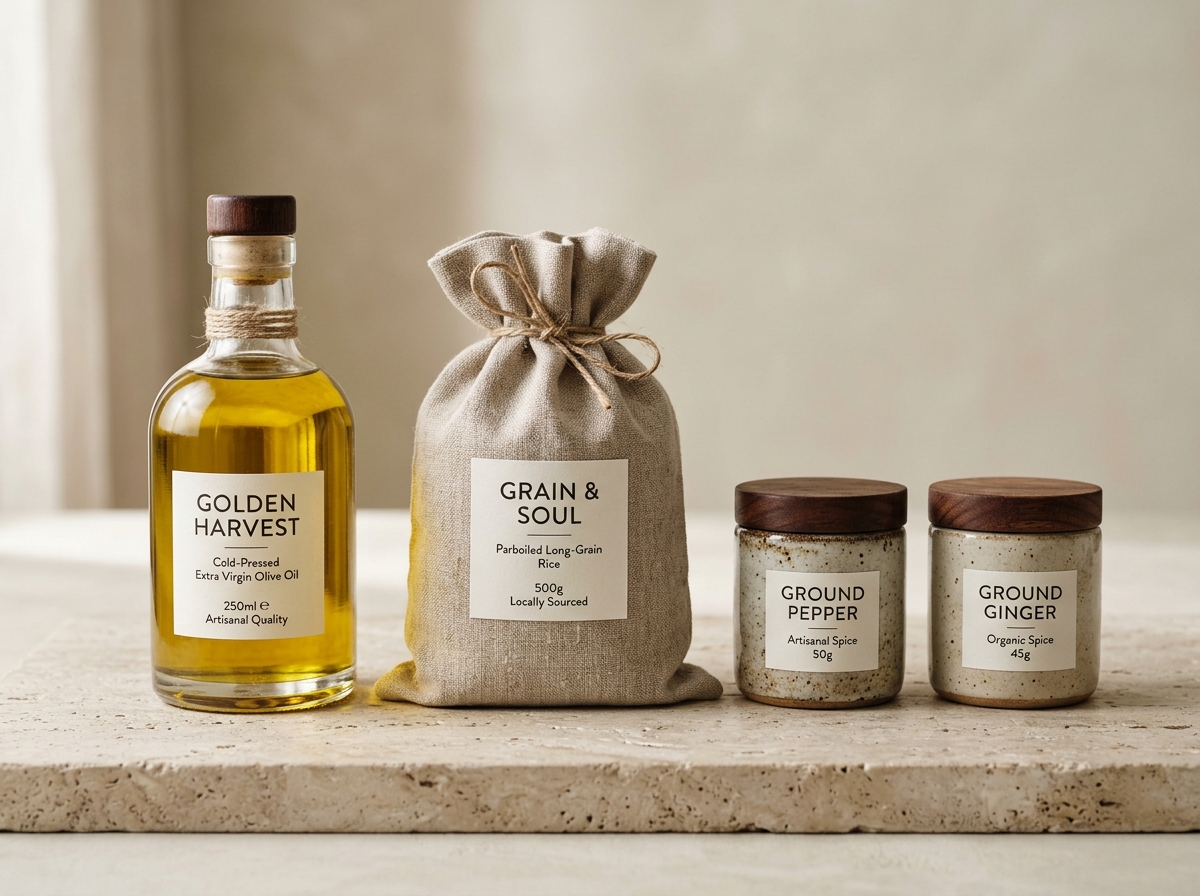 GOLDEN
HARVEST
Cold-Pressed
Extra Virgin Olive Oil
250ml ℮
Artisanal Quality
GRAIN &
SOUL
Parboiled Long-Grain
Rice
500g
Locally Sourced
GROUND
PEPPER
Artisanal Spice
50g
GROUND
GINGER
Organic Spice
45g